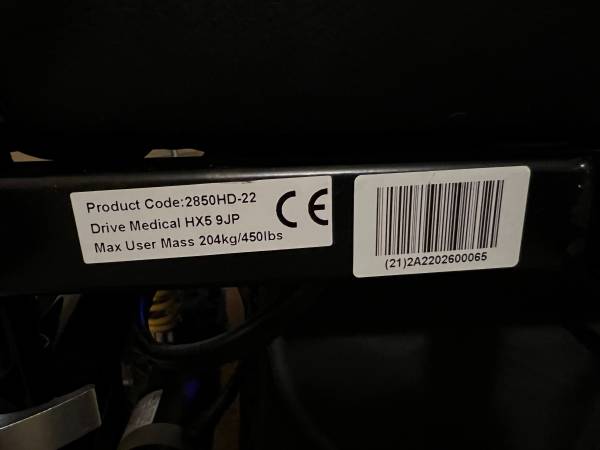 Product Code:2850HD-22
Drive Medical HX5 9JP
Max User Mass 204kg/450lbs
CE
(21)2A2202600065